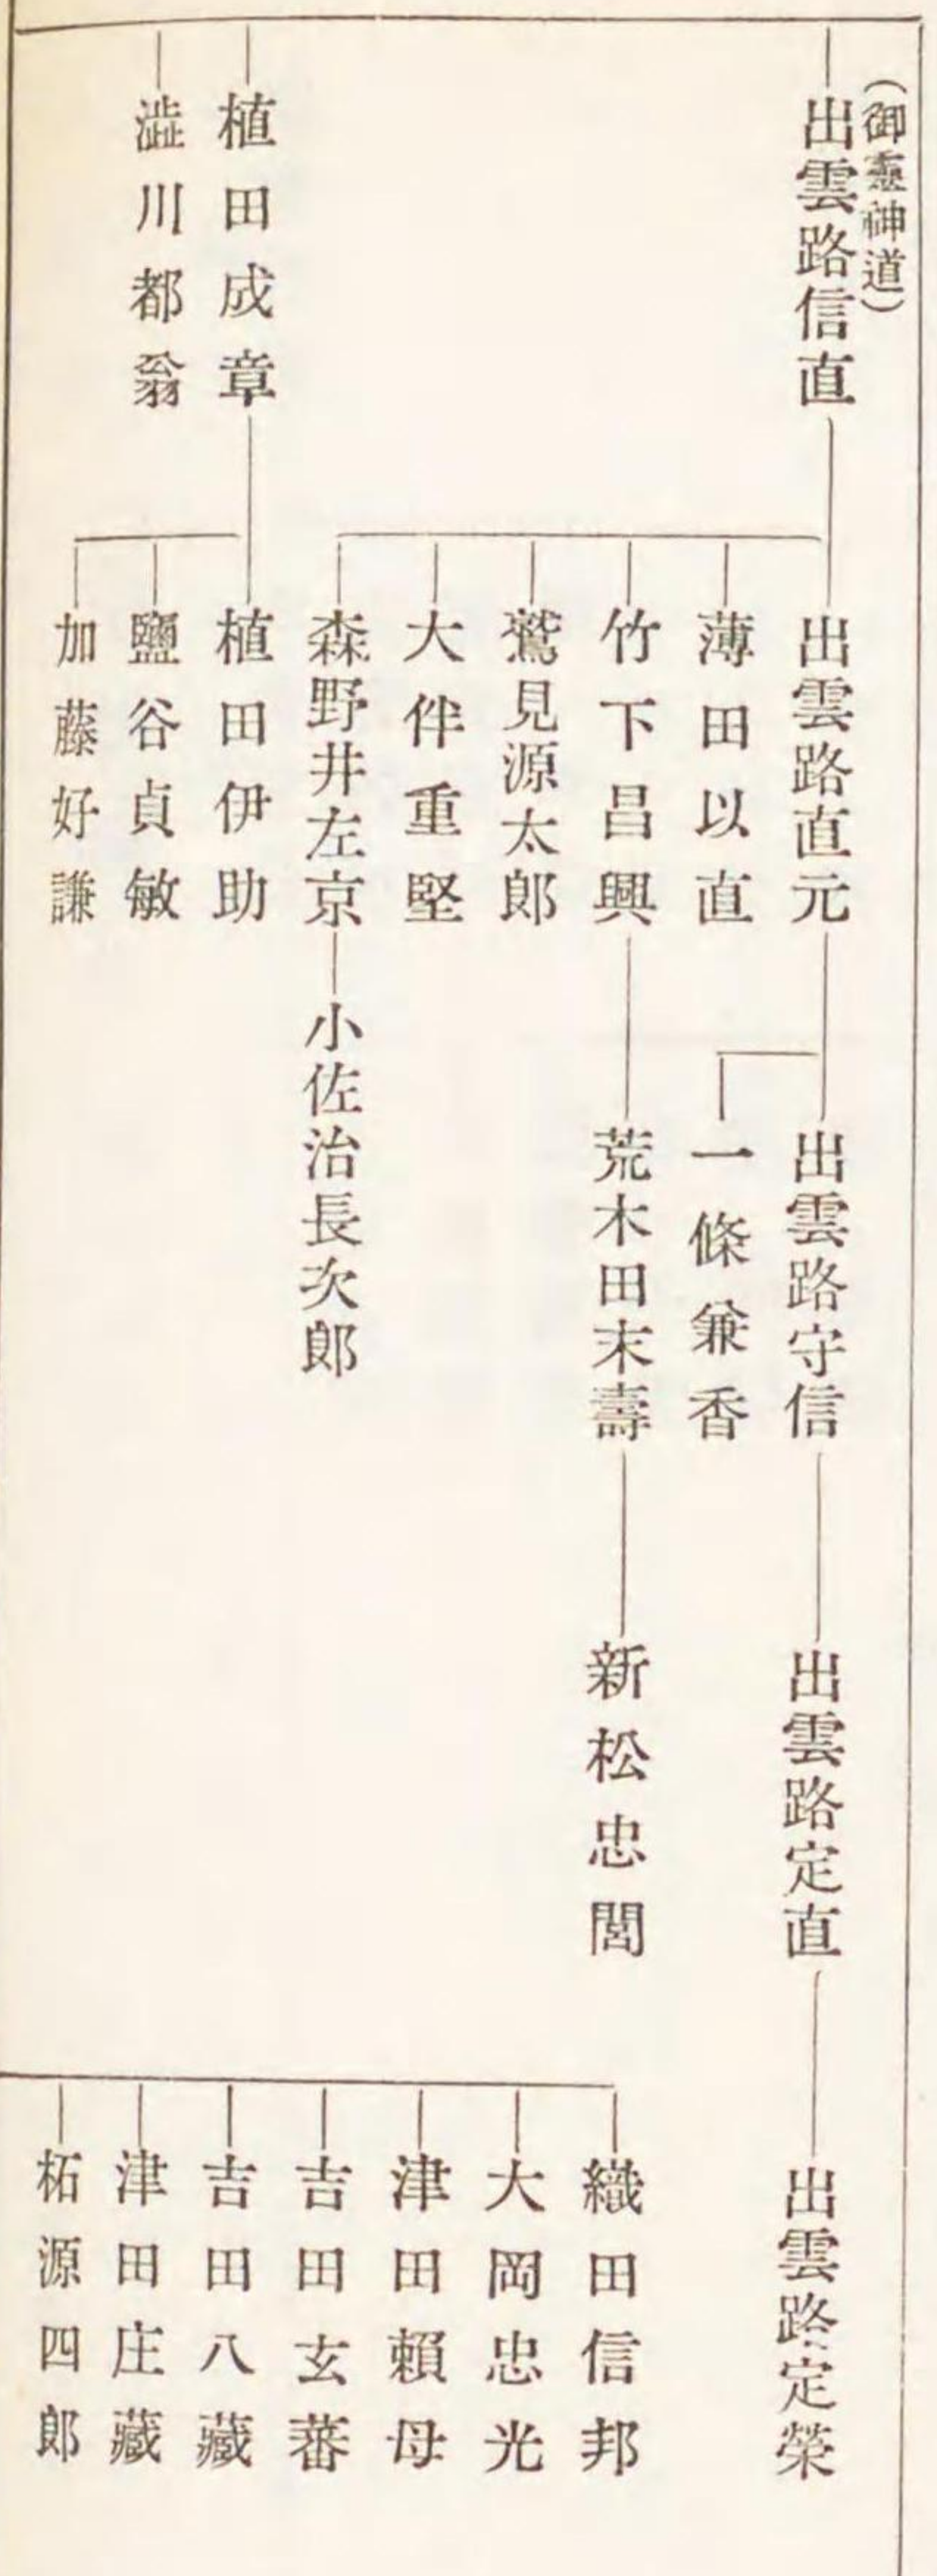 (御靈神道)
出雲路信直
植田成章
澁川都翁
出雲路直元
薄田以直
竹下昌興
鷲見源太郎
大伴重堅
森野井左京
植田伊助
鹽谷貞敏
加藤好謙
小佐治長次郎
出雲路守信
一條兼香
荒木田末壽
出雲路定直
新松忠閭
出雲路定榮
織田信邦
大岡忠光
津田賴母
吉田玄蕃
吉田八藏
津田庄藏
柘源四郎